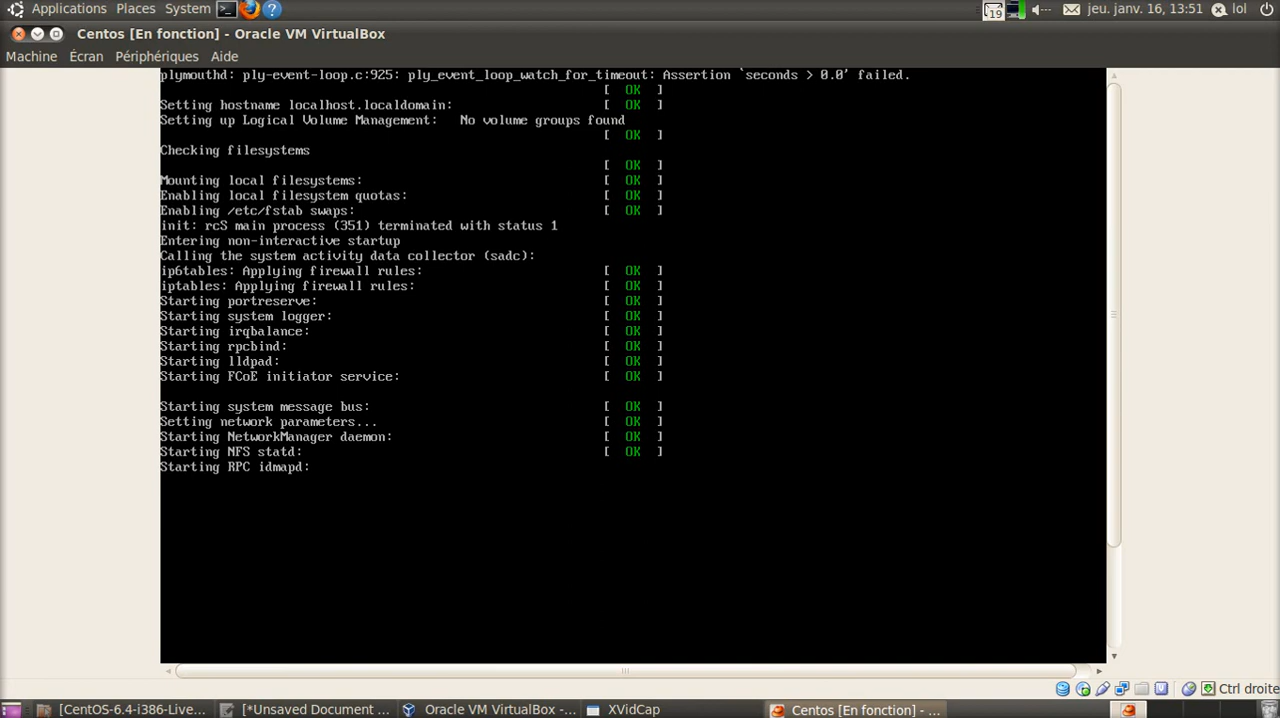 Applications Places System jeu. janv. 16, 13:51 lol
19
Centos [En fonction] - Oracle VM VirtualBox
Machine Écran Périphériques Aide
plymouthd: ply-event-loop.c:925: ply_event_loop_watch_for_timeout: Assertion `seconds > 0.0' failed.
[ OK ]
Setting hostname localhost.localdomain: [ OK ]
Setting up Logical Volume Management: No volume groups found
[ OK ]
Checking filesystems
[ OK ]
Mounting local filesystems: [ OK ]
Enabling local filesystem quotas: [ OK ]
Enabling /etc/fstab swaps: [ OK ]
init: rcS main process (351) terminated with status 1
Entering non-interactive startup
Calling the system activity data collector (sadc):
ip6tables: Applying firewall rules: [ OK ]
iptables: Applying firewall rules: [ OK ]
Starting portreserve: [ OK ]
Starting system logger: [ OK ]
Starting irqbalance: [ OK ]
Starting rpcbind: [ OK ]
Starting lldpad: [ OK ]
Starting FCoE initiator service: [ OK ]
Starting system message bus: [ OK ]
Setting network parameters... [ OK ]
Starting NetworkManager daemon: [ OK ]
Starting NFS statd: [ OK ]
Starting RPC idmapd:
Ctrl droite
[CentOS-6.4-i386-Live... [*Unsaved Document ... Oracle VM VirtualBox -... XVidCap Centos [En fonction] - ...